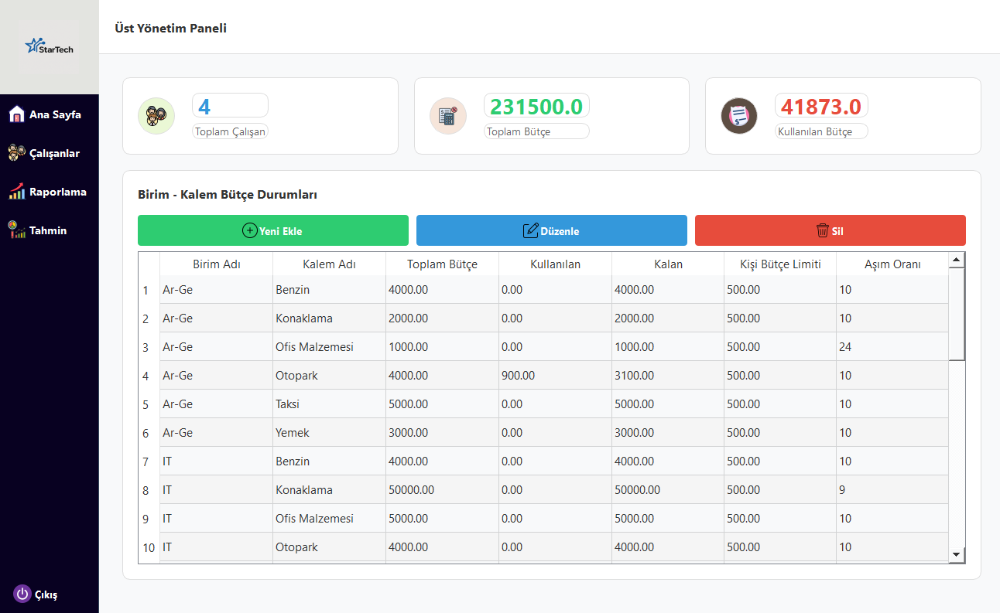 StarTech
Üst Yönetim Paneli
Ana Sayfa
Çalışanlar
Raporlama
Tahmin
Çıkış
4
Toplam Çalışan
231500.0
Toplam Bütçe
41873.0
Kullanılan Bütçe
Birim - Kalem Bütçe Durumları
Yeni Ekle Düzenle Sil
Birim Adı Kalem Adı Toplam Bütçe Kullanılan Kalan Kişi Bütçe Limiti Aşım Oranı
1 Ar-Ge Benzin 4000.00 0.00 4000.00 500.00 10
2 Ar-Ge Konaklama 2000.00 0.00 2000.00 500.00 10
3 Ar-Ge Ofis Malzemesi 1000.00 0.00 1000.00 500.00 24
4 Ar-Ge Otopark 4000.00 900.00 3100.00 500.00 10
5 Ar-Ge Taksi 5000.00 0.00 5000.00 500.00 10
6 Ar-Ge Yemek 3000.00 0.00 3000.00 500.00 10
7 IT Benzin 4000.00 0.00 4000.00 500.00 10
8 IT Konaklama 50000.00 0.00 50000.00 500.00 9
9 IT Ofis Malzemesi 5000.00 0.00 5000.00 500.00 10
10 IT Otopark 4000.00 0.00 4000.00 500.00 10